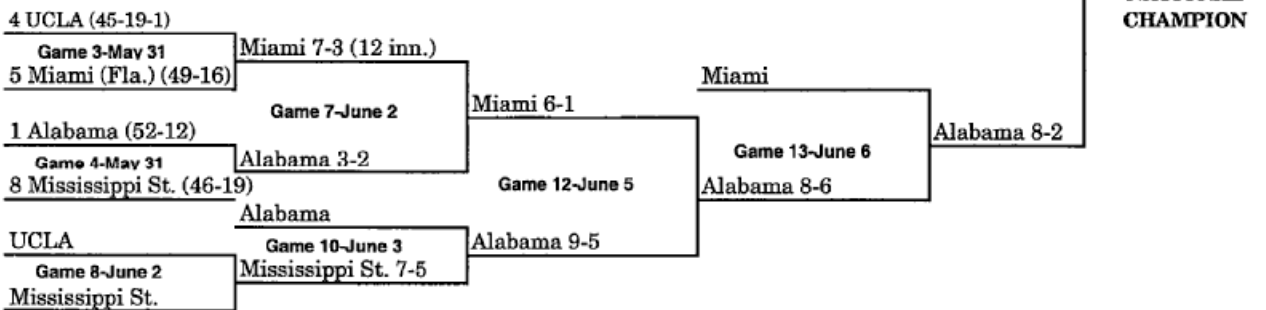 4 UCLA (45-19-1)
Game 3-May 31
5 Miami (Fla.) (49-16)
Miami 7-3 (12 inn.)
Game 7-June 2
1 Alabama (52-12)
Game 4-May 31
8 Mississippi St. (46-19)
Alabama 3-2
Miami 6-1
Game 12-June 5
Alabama
Game 10-June 3
Mississippi St. 7-5
UCLA
Game 8-June 2
Mississippi St.
Alabama 9-5
Miami
Game 13-June 6
Alabama 8-6
Alabama 8-2
CHAMPION